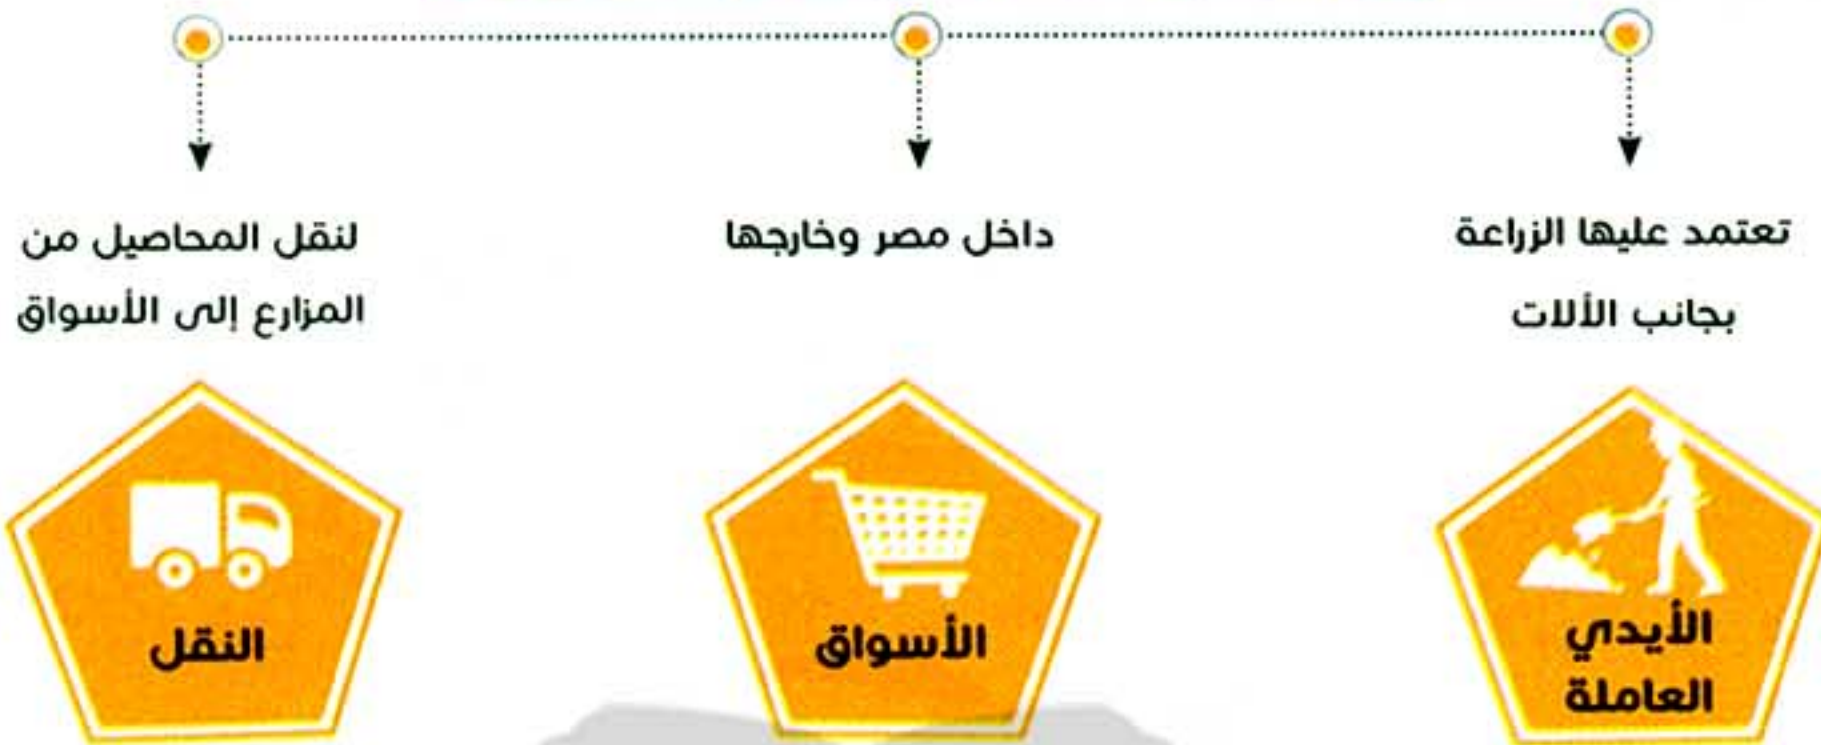 تعتمد عليها الزراعة
بجانب الألات
الأيدي
العاملة
داخل مصر وخارجها
الأسواق
لنقل المحاصيل من
المزارع إلى الأسواق
النقل